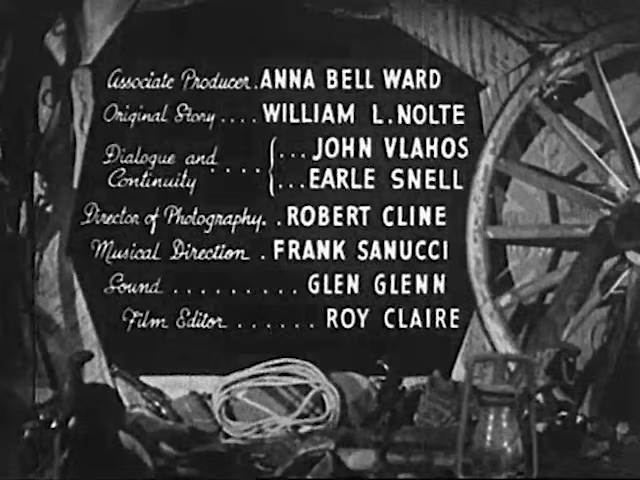 Associate Producer. ANNA BELL WARD
Original Story .... WILLIAM L. NOLTE
Dialogue and Continuity .... { ... JOHN VLAHOS
... EARLE SNELL
Director of Photography. . ROBERT CLINE
Musical Direction . FRANK SANUCCI
Sound ......... GLEN GLENN
Film Editor ...... ROY CLAIRE